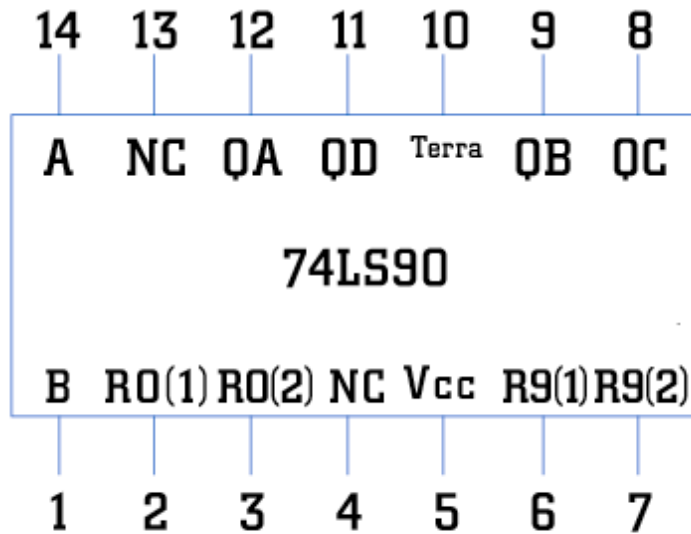 14 13 12 11 10 9 8
A NC QA QD Terra QB QC
74LS90
B R0(1) R0(2) NC Vcc R9(1) R9(2)
1 2 3 4 5 6 7